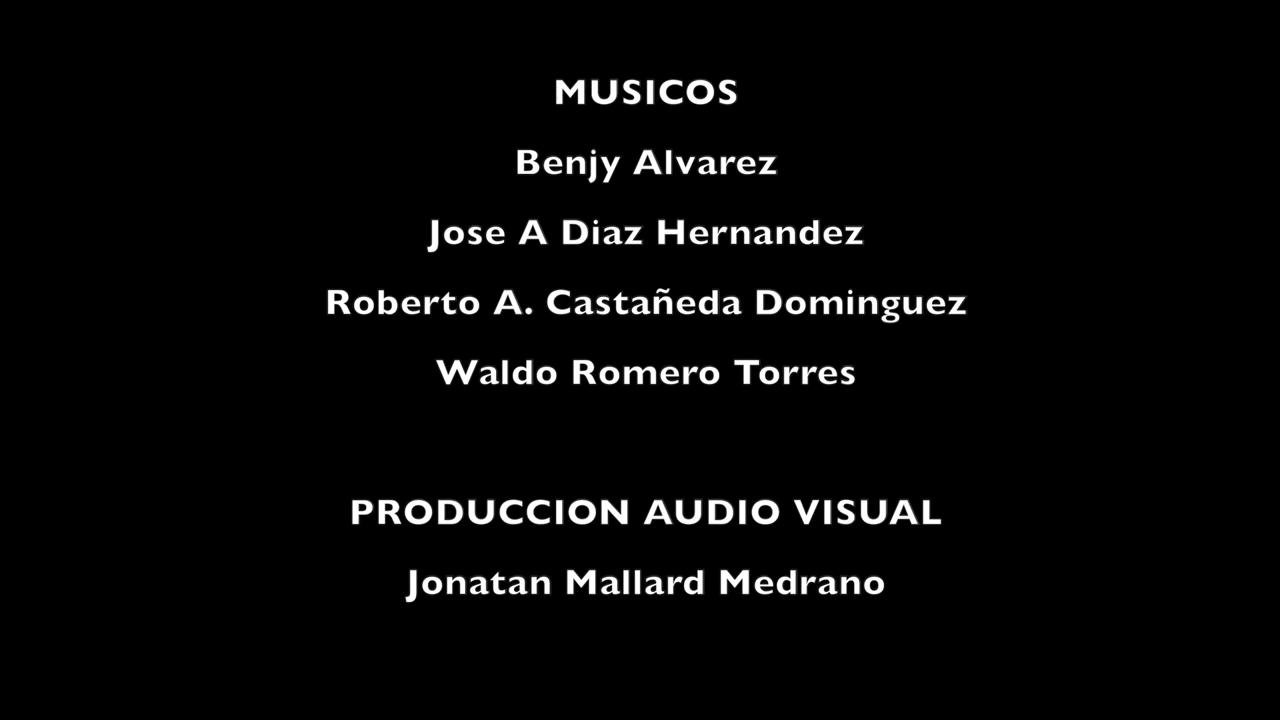 MUSICOS
Benjy Alvarez
Jose A Diaz Hernandez
Roberto A. Castañeda Dominguez
Waldo Romero Torres
PRODUCCION AUDIO VISUAL
Jonatan Mallard Medrano